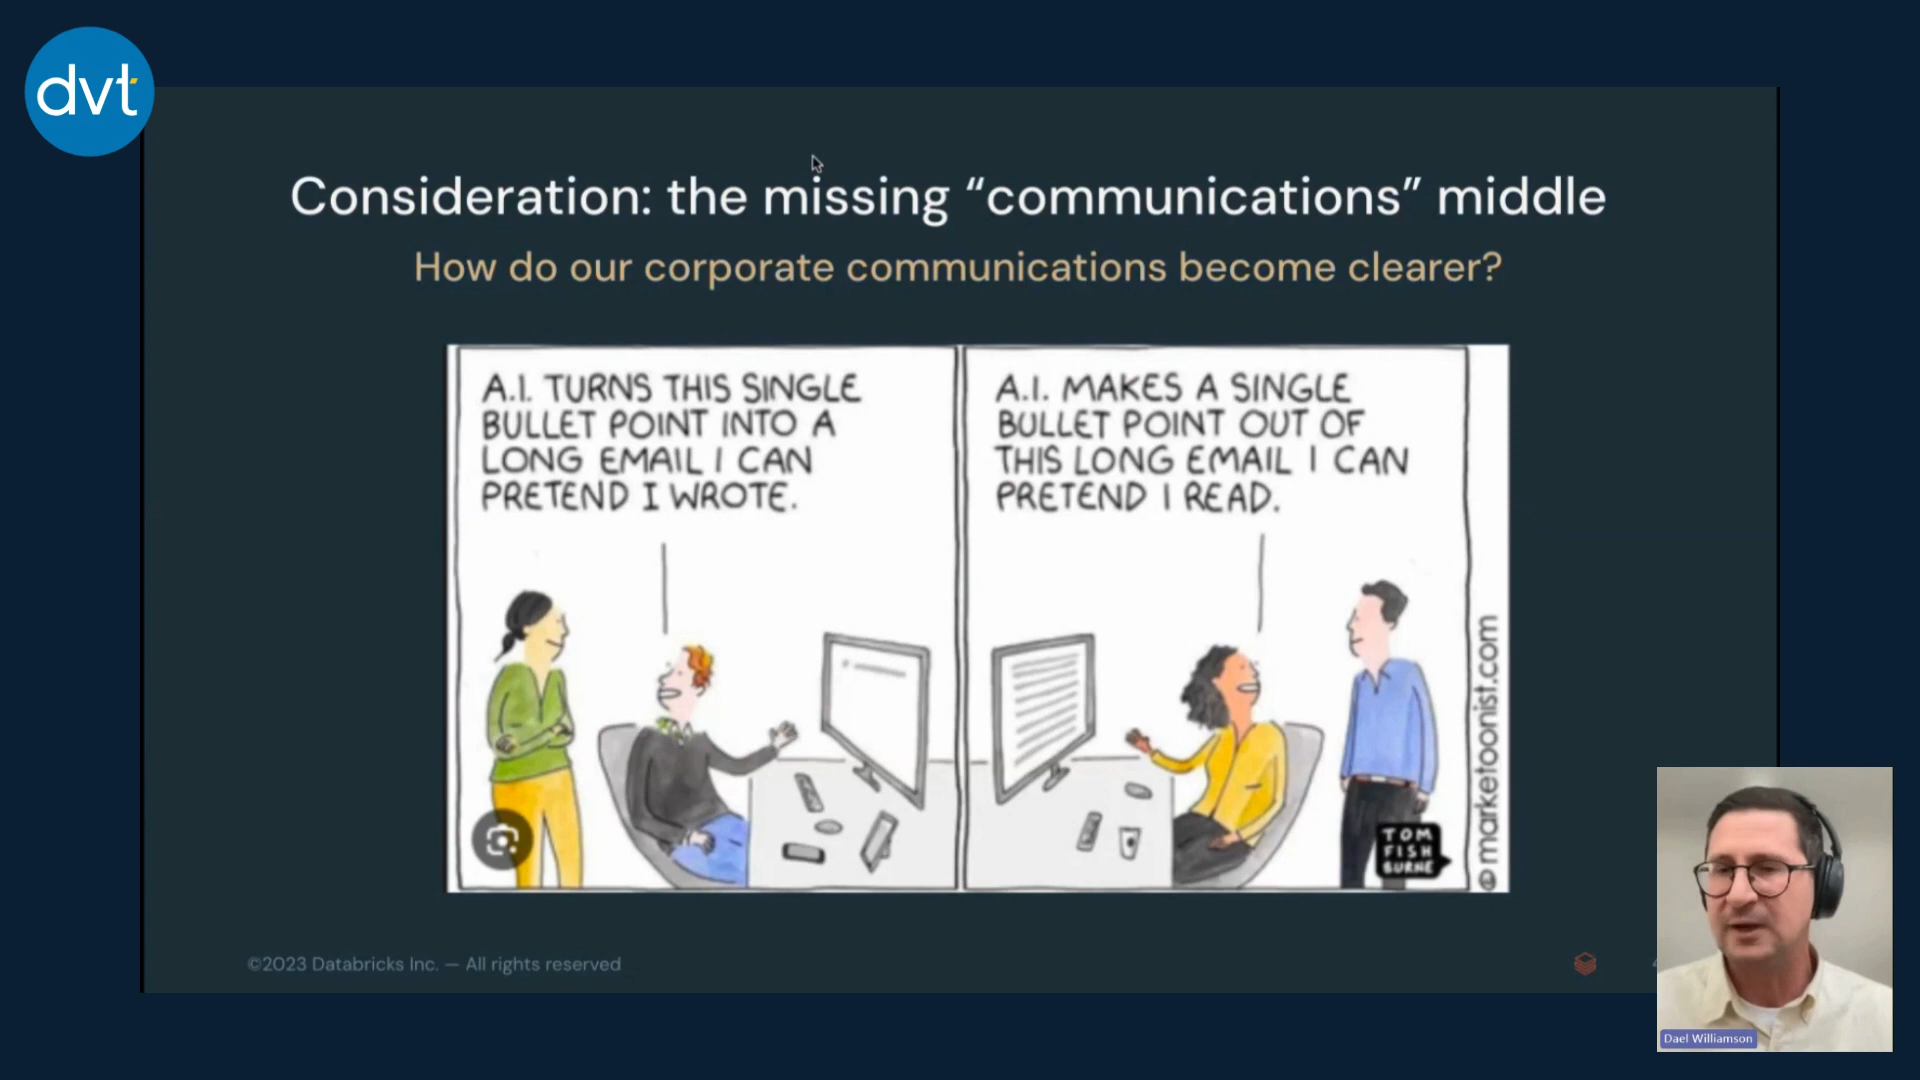 dvt
Consideration: the missing “communications” middle
How do our corporate communications become clearer?
A.I. TURNS THIS SINGLE
BULLET POINT INTO A
LONG EMAIL I CAN
PRETEND I WROTE.
A.I. MAKES A SINGLE
BULLET POINT OUT OF
THIS LONG EMAIL I CAN
PRETEND I READ.
TOM
FISH
BURNE
© marketoonist.com
©2023 Databricks Inc. — All rights reserved
Dael Williamson